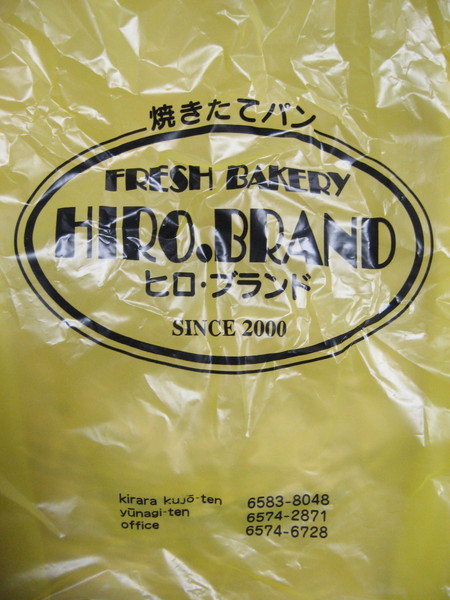 焼きたてパン
FRESH BAKERY
HIRO.BRAND
ヒロ・ブランド
SINCE 2000
kirara kujō-ten 6583-8048
yūnagi-ten 6574-2871
office 6574-6728